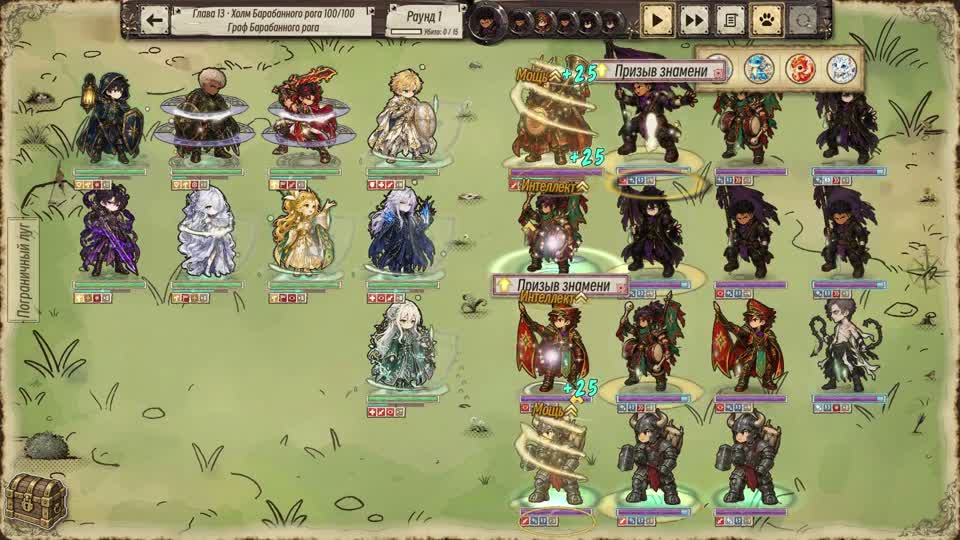 Глава 13 · Холм Барабанного рога 100/100
Граф Барабанного рога
Раунд 1
Убито: 0 / 15
Мощь
+25
Призыв знамени
+25
Интеллект
Призыв знамени
Интеллект
+25
Мощь
Пограничный луг